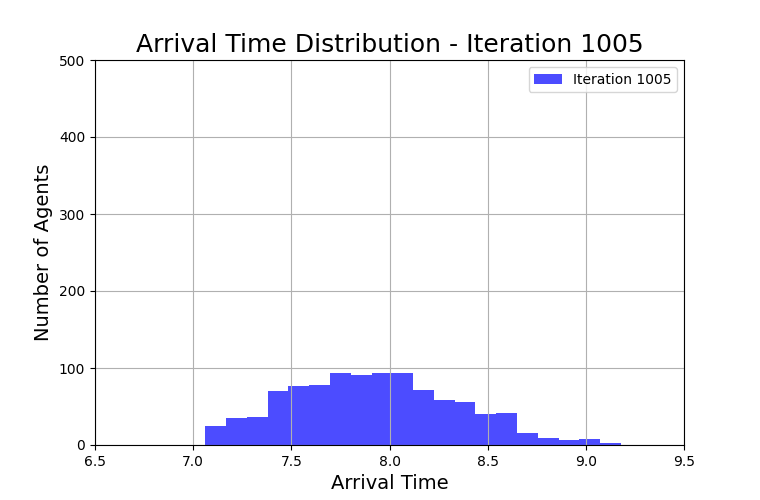 Arrival Time Distribution - Iteration 1005
Iteration 1005
Number of Agents
500
400
300
200
100
0
6.5 7.0 7.5 8.0 8.5 9.0 9.5
Arrival Time